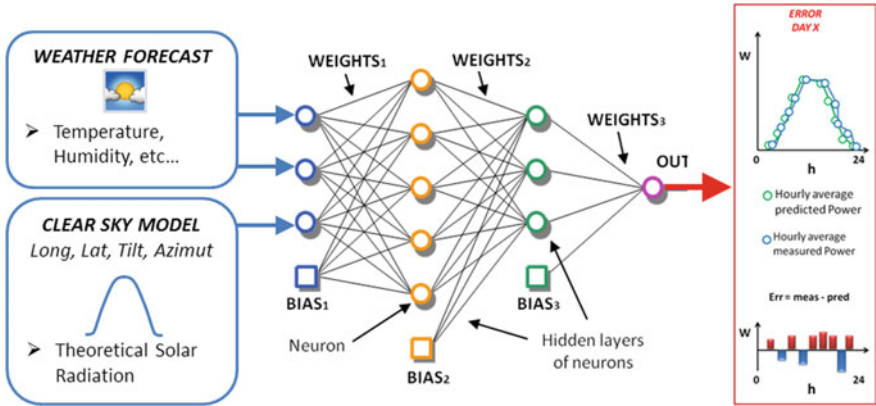 WEATHER FORECAST
➤ Temperature,
Humidity, etc...
CLEAR SKY MODEL
Long, Lat, Tilt, Azimut
➤ Theoretical Solar
Radiation
WEIGHTS₁
WEIGHTS₂
WEIGHTS₃
BIAS₁
BIAS₂
BIAS₃
Neuron
Hidden layers
of neurons
OUT
ERROR
DAY X
W
0
24
h
Hourly average
predicted Power
Hourly average
measured Power
Err = meas - pred
W
0
24
h